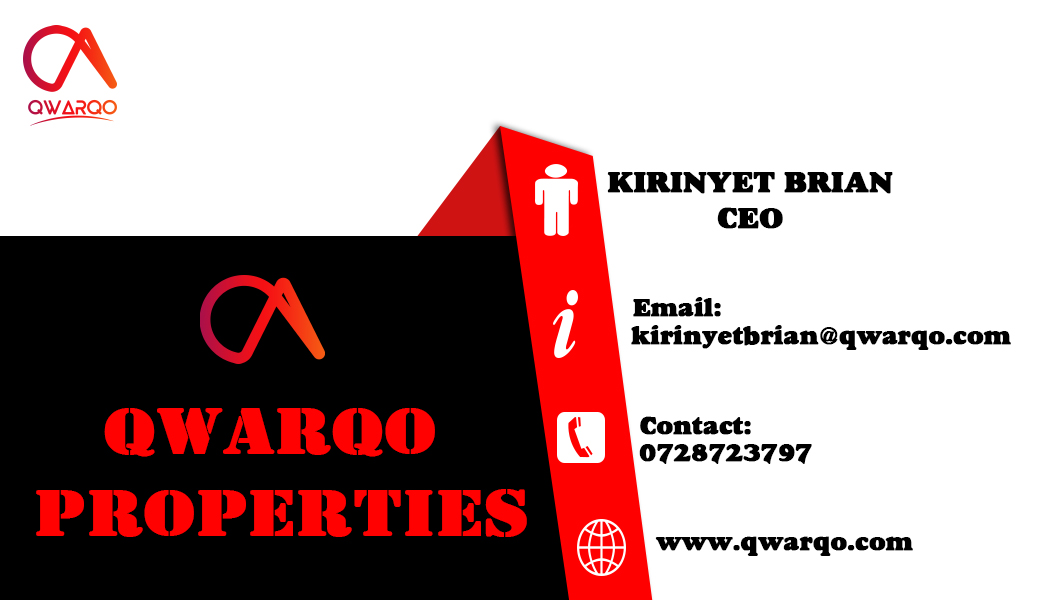 QWARQO
KIRINYET BRIAN
CEO
Email:
kirinyetbrian@qwarqo.com
Contact:
0728723797
www.qwarqo.com
QWARQO
PROPERTIES